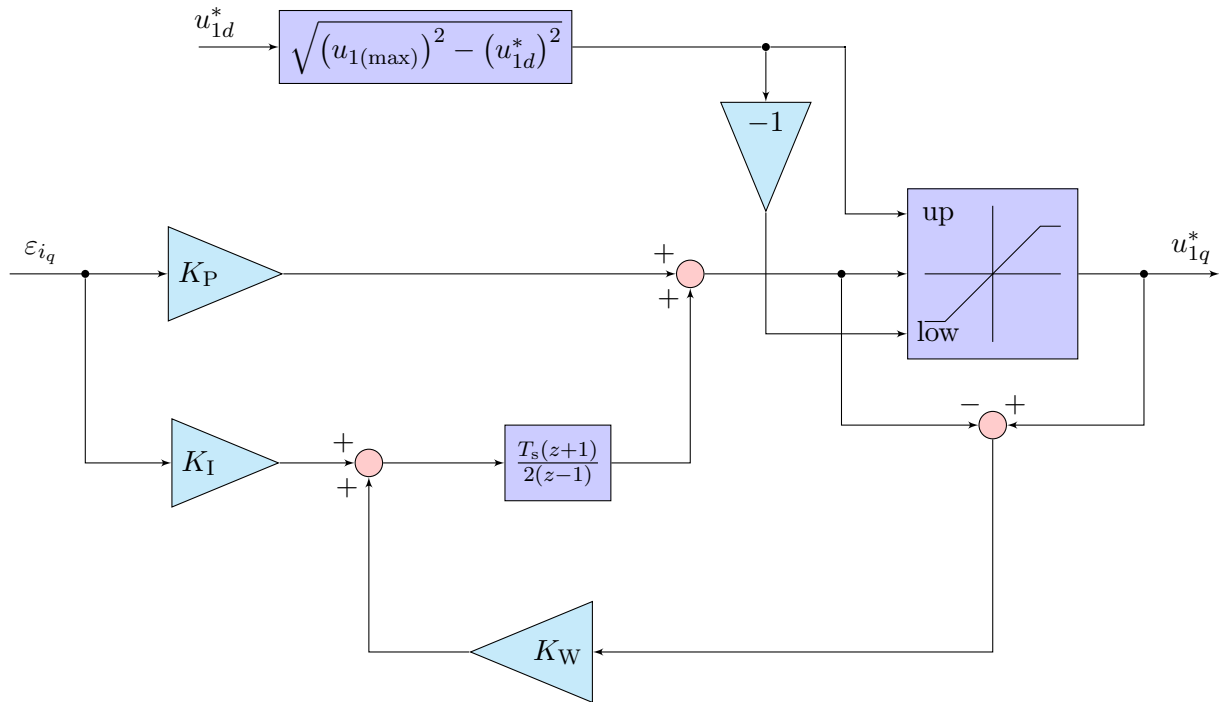 u*1d
√((u1(max))² − (u*1d)²)
−1
up
εiq
KP
+
+
u*1q
low
− +
KI
+
+
Ts(z+1)
2(z−1)
KW